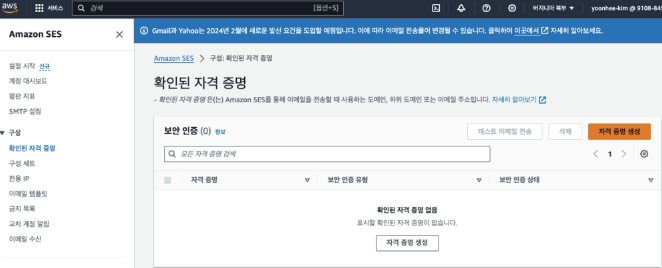 aws
서비스
검색
[옵션+S]
버지니아 북부
yoonhee-kim @ 9108-845
Amazon SES
Gmail과 Yahoo는 2024년 2월에 새로운 발신 요건을 도입할 예정입니다. 이에 따라 이메일 전송률이 변경될 수 있습니다. 클릭하여 이곳에서 자세히 알아보세요.
설정 시작 신규
계정 대시보드
평판 지표
SMTP 설정
구성
확인된 자격 증명
구성 세트
전용 IP
이메일 템플릿
금지 목록
교차 계정 알림
이메일 수신
Amazon SES > 구성: 확인된 자격 증명
확인된 자격 증명
- 확인된 자격 증명 은(는) Amazon SES를 통해 이메일을 전송할 때 사용하는 도메인, 하위 도메인 또는 이메일 주소입니다. 자세히 알아보기
보안 인증 (0) 정보
테스트 이메일 전송
삭제
자격 증명 생성
모든 자격 증명 검색
1
자격 증명
보안 인증 유형
보안 인증 상태
확인된 자격 증명 없음
표시할 확인된 자격 증명이 없습니다.
자격 증명 생성